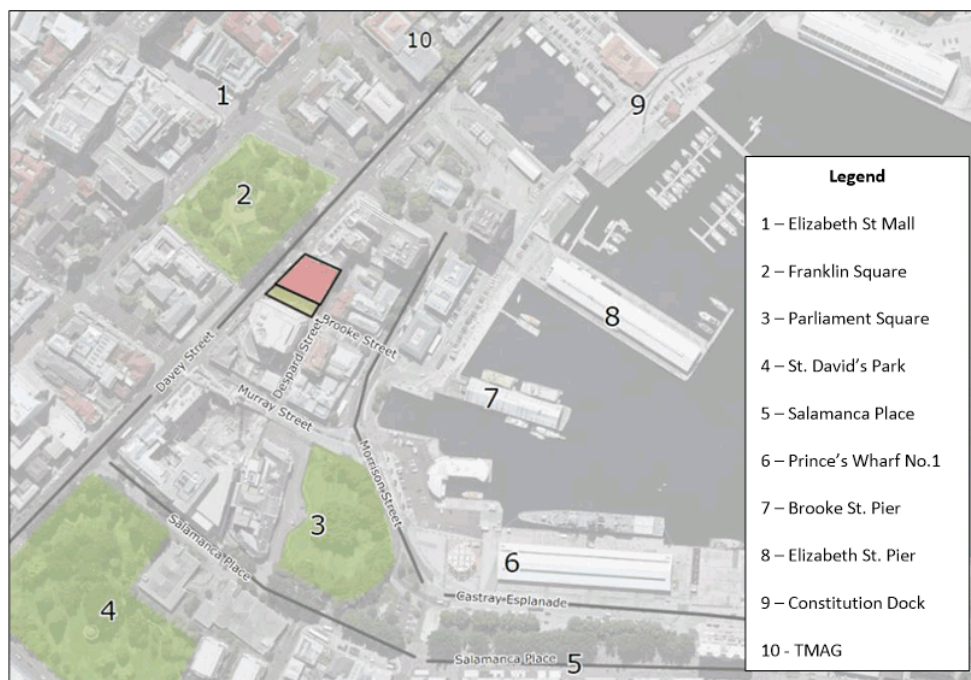 10
1
9
2
Legend
1 – Elizabeth St Mall
2 – Franklin Square
3 – Parliament Square
4 – St. David's Park
5 – Salamanca Place
6 – Prince's Wharf No.1
7 – Brooke St. Pier
8 – Elizabeth St. Pier
9 – Constitution Dock
10 - TMAG
8
Brooke Street
Despard Street
Davey Street
7
Murray Street
Morrison Street
3
Salamanca Place
6
4
Castray Esplanade
Salamanca Place
5